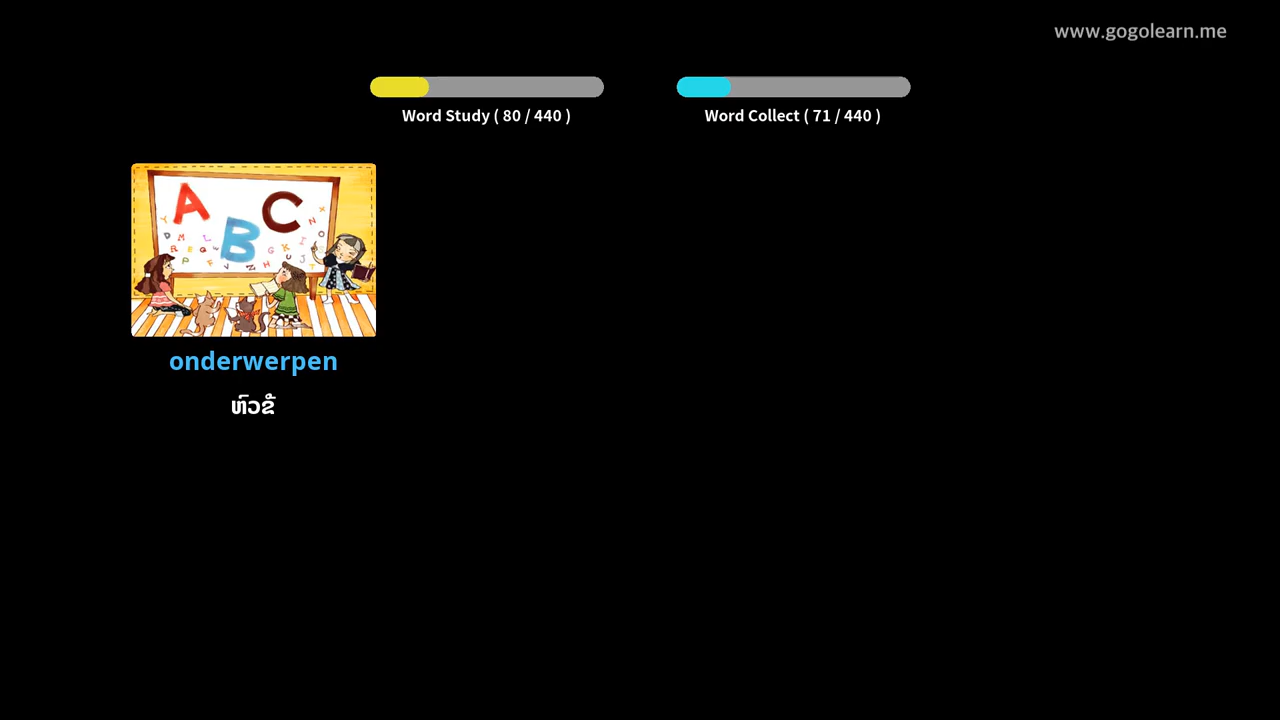 www.gogolearn.me
Word Study ( 80 / 440 )
Word Collect ( 71 / 440 )
A
B
C
onderwerpen
ຫົວຂໍ້